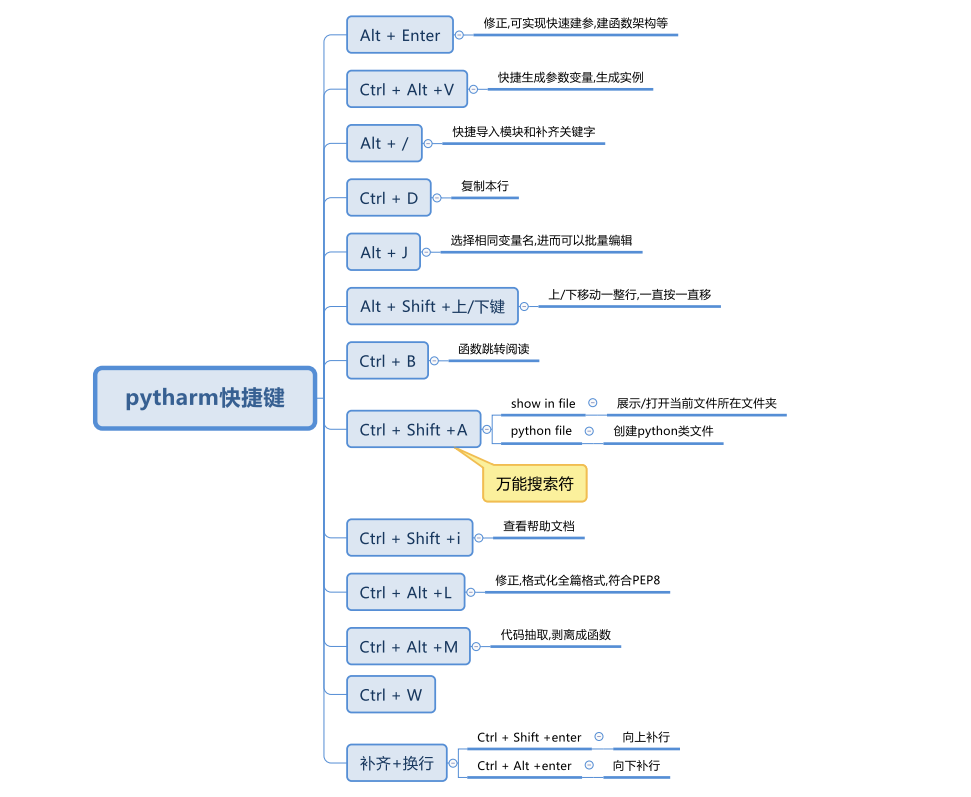 pytharm快捷键
Alt + Enter
修正,可实现快速建参,建函数架构等
Ctrl + Alt +V
快捷生成参数变量,生成实例
Alt + /
快捷导入模块和补齐关键字
Ctrl + D
复制本行
Alt + J
选择相同变量名,进而可以批量编辑
Alt + Shift +上/下键
上/下移动一整行,一直按一直移
Ctrl + B
函数跳转阅读
Ctrl + Shift +A
show in file
展示/打开当前文件所在文件夹
python file
创建python类文件
万能搜索符
Ctrl + Shift +i
查看帮助文档
Ctrl + Alt +L
修正,格式化全篇格式,符合PEP8
Ctrl + Alt +M
代码抽取,剥离成函数
Ctrl + W
补齐+换行
Ctrl + Shift +enter
向上补行
Ctrl + Alt +enter
向下补行